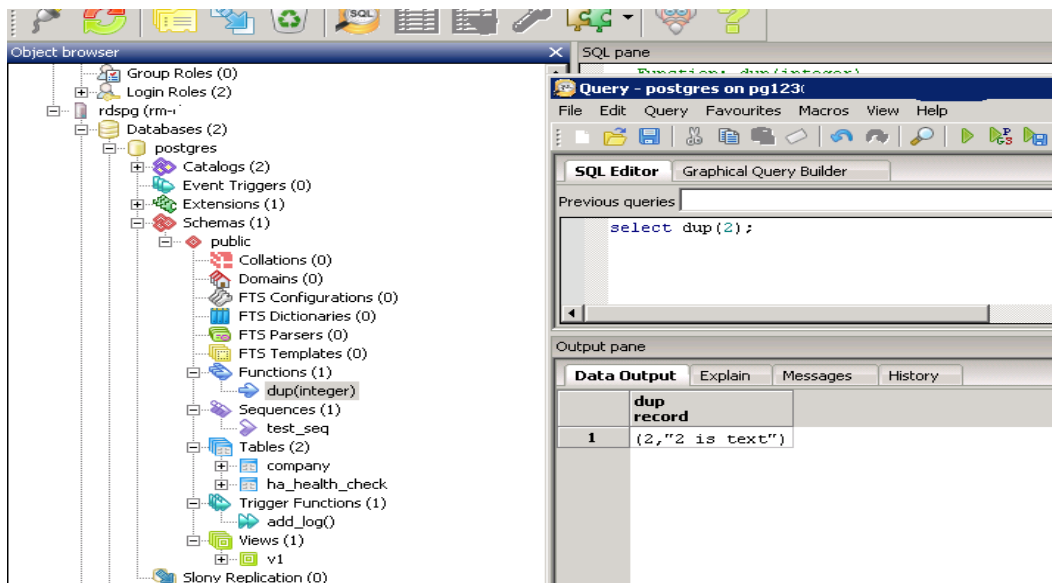 SQL
Object browser
Group Roles (0)
Login Roles (2)
rdspg (rm-
Databases (2)
postgres
Catalogs (2)
Event Triggers (0)
Extensions (1)
Schemas (1)
public
Collations (0)
Domains (0)
FTS Configurations (0)
FTS Dictionaries (0)
FTS Parsers (0)
FTS Templates (0)
Functions (1)
dup(integer)
Sequences (1)
test_seq
Tables (2)
company
ha_health_check
Trigger Functions (1)
add_log()
Views (1)
v1
Slony Replication (0)
SQL pane
Function: dup(integer)
Query - postgres on pg123(
File Edit Query Favourites Macros View Help
SQL Editor Graphical Query Builder
Previous queries
select dup(2);
Output pane
Data Output Explain Messages History
dup
record
1 (2,"2 is text")